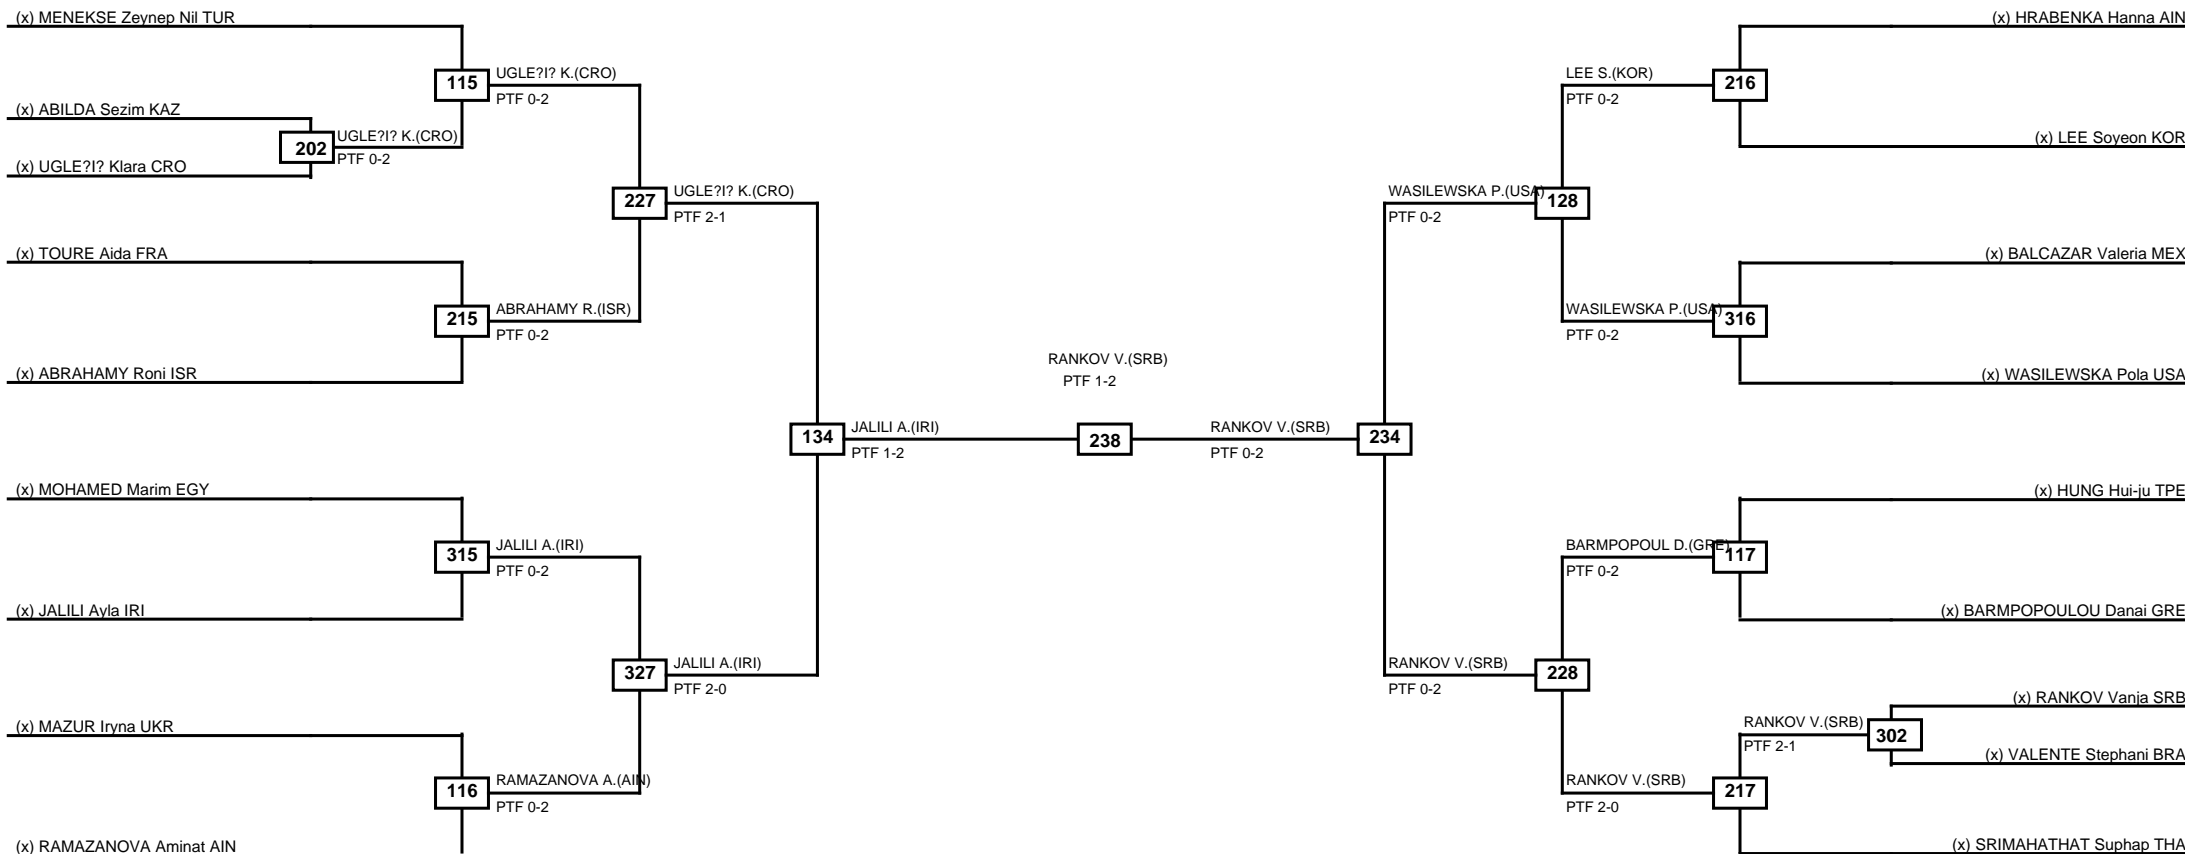 (x) MENEKSE Zeynep Nil TUR
(x) HRABENKA Hanna AIN
115
UGLE?I? K.(CRO)
PTF 0-2
LEE S.(KOR)
PTF 0-2
216
(x) ABILDA Sezim KAZ
202
UGLE?I? K.(CRO)
PTF 0-2
(x) UGLE?I? Klara CRO
(x) LEE Soyeon KOR
227
UGLE?I? K.(CRO)
PTF 2-1
WASILEWSKA P.(USA)
PTF 0-2
128
(x) TOURE Aida FRA
(x) BALCAZAR Valeria MEX
215
ABRAHAMY R.(ISR)
PTF 0-2
WASILEWSKA P.(USA)
PTF 0-2
316
(x) ABRAHAMY Roni ISR
RANKOV V.(SRB)
PTF 1-2
(x) WASILEWSKA Pola USA
134
JALILI A.(IRI)
PTF 1-2
238
RANKOV V.(SRB)
PTF 0-2
234
(x) MOHAMED Marim EGY
(x) HUNG Hui-ju TPE
315
JALILI A.(IRI)
PTF 0-2
BARMPOPOUL D.(GRE)
PTF 0-2
117
(x) JALILI Ayla IRI
(x) BARMPOPOULOU Danai GRE
327
JALILI A.(IRI)
PTF 2-0
RANKOV V.(SRB)
PTF 0-2
228
(x) MAZUR Iryna UKR
(x) RANKOV Vanja SRB
RANKOV V.(SRB)
PTF 2-1
302
(x) VALENTE Stephani BRA
116
RAMAZANOVA A.(AIN)
PTF 0-2
RANKOV V.(SRB)
PTF 2-0
217
(x) RAMAZANOVA Aminat AIN
(x) SRIMAHATHAT Suphap THA